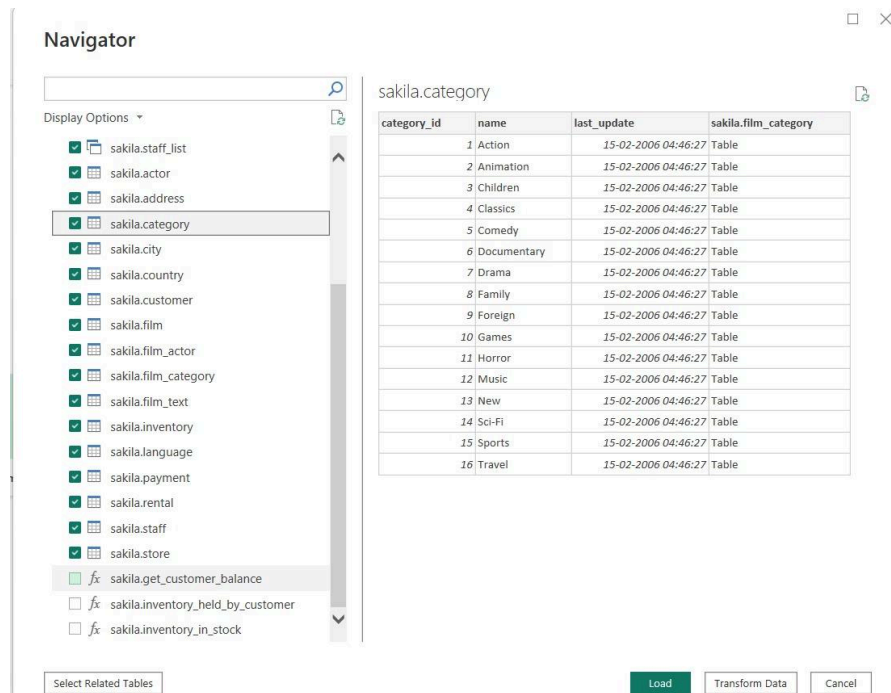 Navigator
Display Options
sakila.staff_list
sakila.actor
sakila.address
sakila.category
sakila.city
sakila.country
sakila.customer
sakila.film
sakila.film_actor
sakila.film_category
sakila.film_text
sakila.inventory
sakila.language
sakila.payment
sakila.rental
sakila.staff
sakila.store
fx sakila.get_customer_balance
fx sakila.inventory_held_by_customer
fx sakila.inventory_in_stock
sakila.category
category_id name last_update sakila.film_category
1 Action 15-02-2006 04:46:27 Table
2 Animation 15-02-2006 04:46:27 Table
3 Children 15-02-2006 04:46:27 Table
4 Classics 15-02-2006 04:46:27 Table
5 Comedy 15-02-2006 04:46:27 Table
6 Documentary 15-02-2006 04:46:27 Table
7 Drama 15-02-2006 04:46:27 Table
8 Family 15-02-2006 04:46:27 Table
9 Foreign 15-02-2006 04:46:27 Table
10 Games 15-02-2006 04:46:27 Table
11 Horror 15-02-2006 04:46:27 Table
12 Music 15-02-2006 04:46:27 Table
13 New 15-02-2006 04:46:27 Table
14 Sci-Fi 15-02-2006 04:46:27 Table
15 Sports 15-02-2006 04:46:27 Table
16 Travel 15-02-2006 04:46:27 Table
Select Related Tables
Load Transform Data Cancel